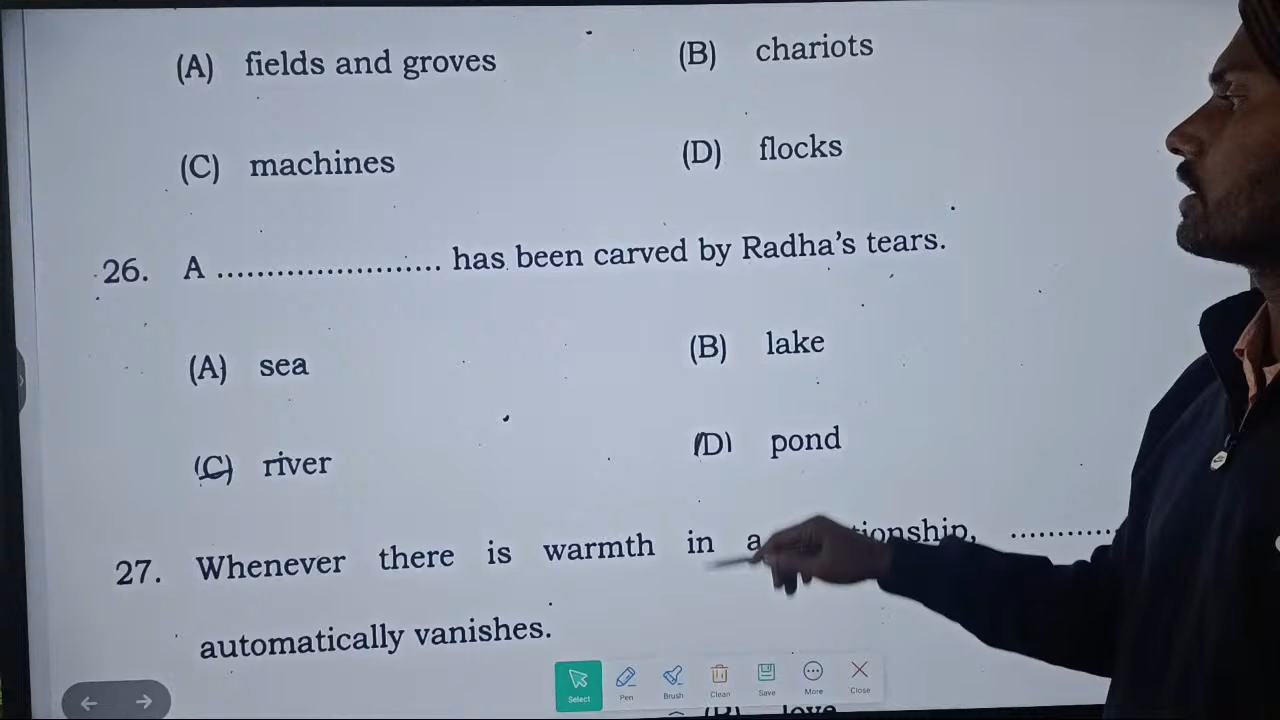 (A) fields and groves (B) chariots
(C) machines (D) flocks
26. A ....................... has been carved by Radha's tears.
(A) sea (B) lake
(C) river (D) pond
27. Whenever there is warmth in a ...........
automatically vanishes.
Select Pen Brush Clean Save More Close
love